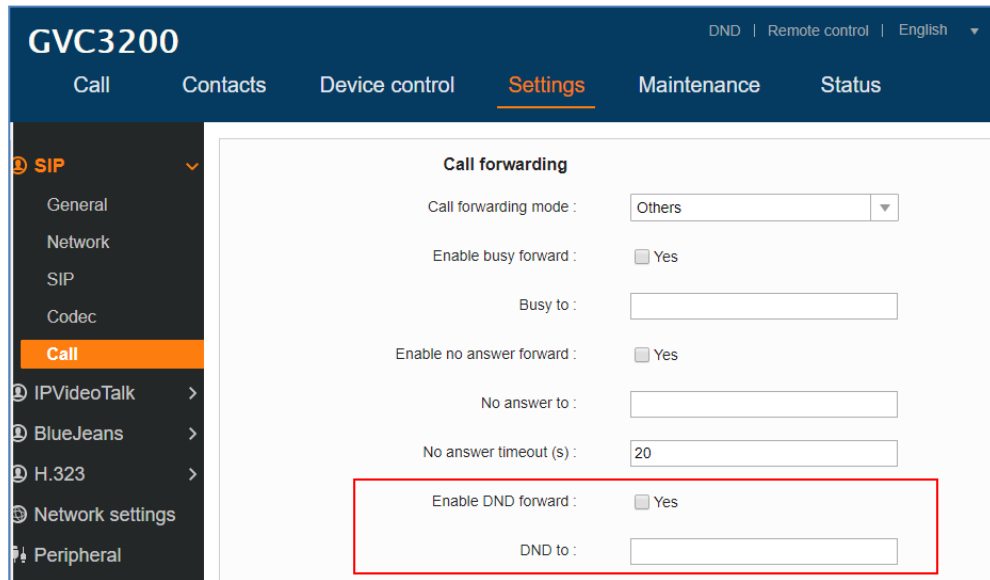 GVC3200
DND | Remote control | English
Call Contacts Device control Settings Maintenance Status
SIP
General
Network
SIP
Codec
Call
IPVideoTalk
BlueJeans
H.323
Network settings
Peripheral
Call forwarding
Call forwarding mode : Others
Enable busy forward : Yes
Busy to :
Enable no answer forward : Yes
No answer to :
No answer timeout (s) : 20
Enable DND forward : Yes
DND to :